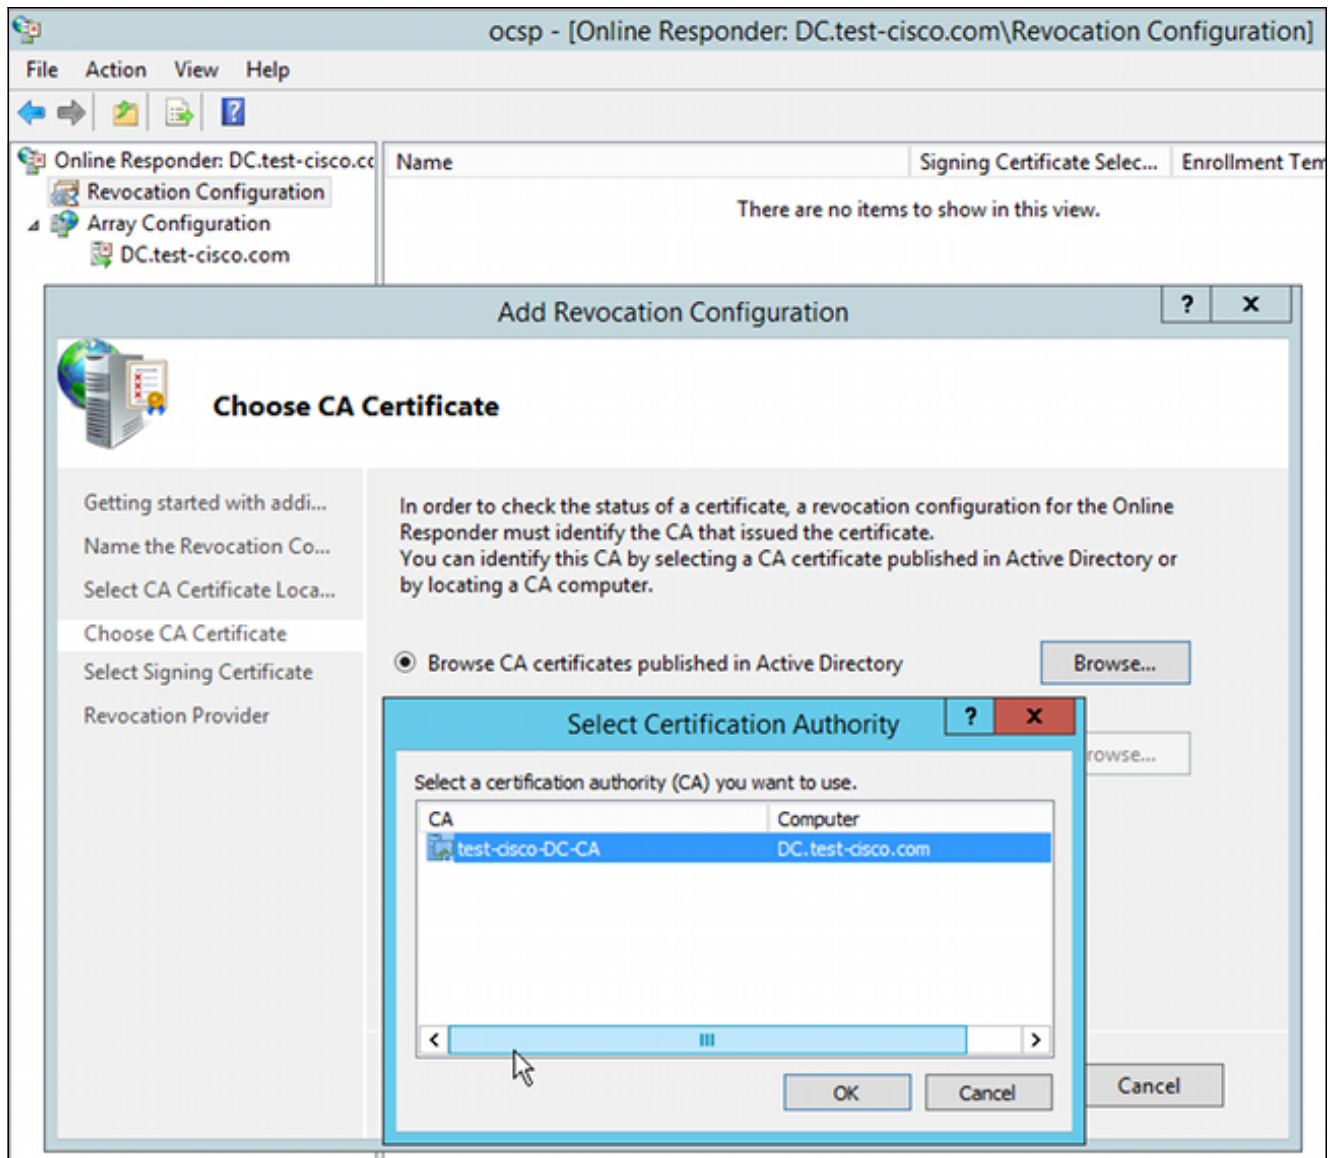 ocsp - [Online Responder: DC.test-cisco.com\Revocation Configuration]
File Action View Help
Online Responder: DC.test-cisco.cc
Revocation Configuration
Array Configuration
DC.test-cisco.com
Name Signing Certificate Selec... Enrollment Tem
There are no items to show in this view.
Add Revocation Configuration
? x
Choose CA Certificate
Getting started with addi...
Name the Revocation Co...
Select CA Certificate Loca...
Choose CA Certificate
Select Signing Certificate
Revocation Provider
In order to check the status of a certificate, a revocation configuration for the Online
Responder must identify the CA that issued the certificate.
You can identify this CA by selecting a CA certificate published in Active Directory or
by locating a CA computer.
Browse CA certificates published in Active Directory
Browse...
rowse...
Select Certification Authority
? x
Select a certification authority (CA) you want to use.
CA Computer
test-cisco-DC-CA DC.test-cisco.com
OK Cancel
Cancel